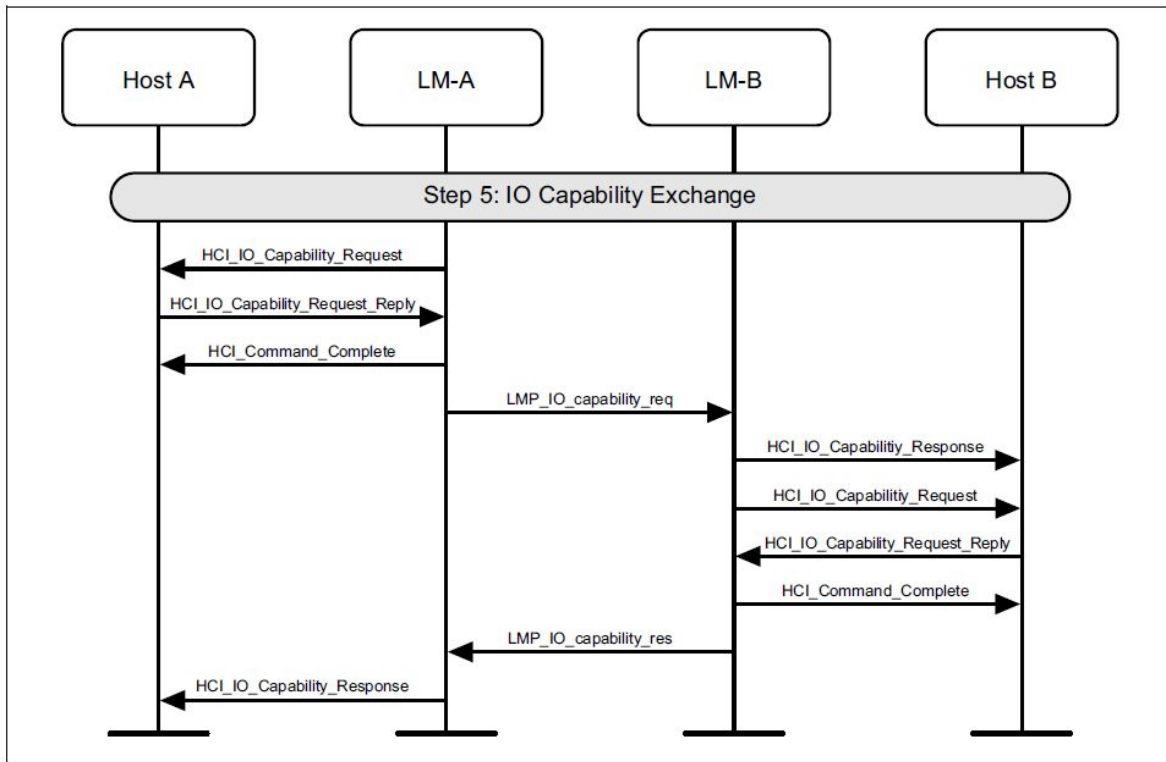 Host A
LM-A
LM-B
Host B
Step 5: IO Capability Exchange
HCI_IO_Capability_Request
HCI_IO_Capability_Request_Reply
HCI_Command_Complete
LMP_IO_capability_req
HCI_IO_Capabilitiy_Response
HCI_IO_Capabilitiy_Request
HCI_IO_Capability_Request_Reply
HCI_Command_Complete
LMP_IO_capability_res
HCI_IO_Capability_Response